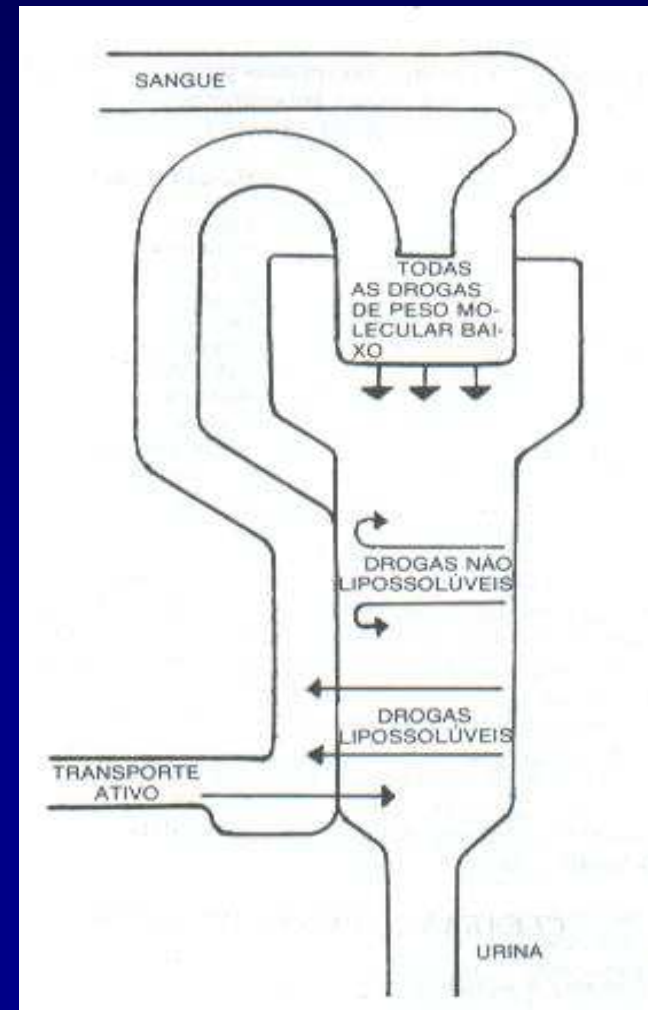 SANGUE
TODAS
AS DROGAS
DE PESO MO-
LECULAR BAI-
XO
DROGAS NÃO
LIPOSSOLÚVEIS
DROGAS
LIPOSSOLÚVEIS
TRANSPORTE
ATIVO
URINA